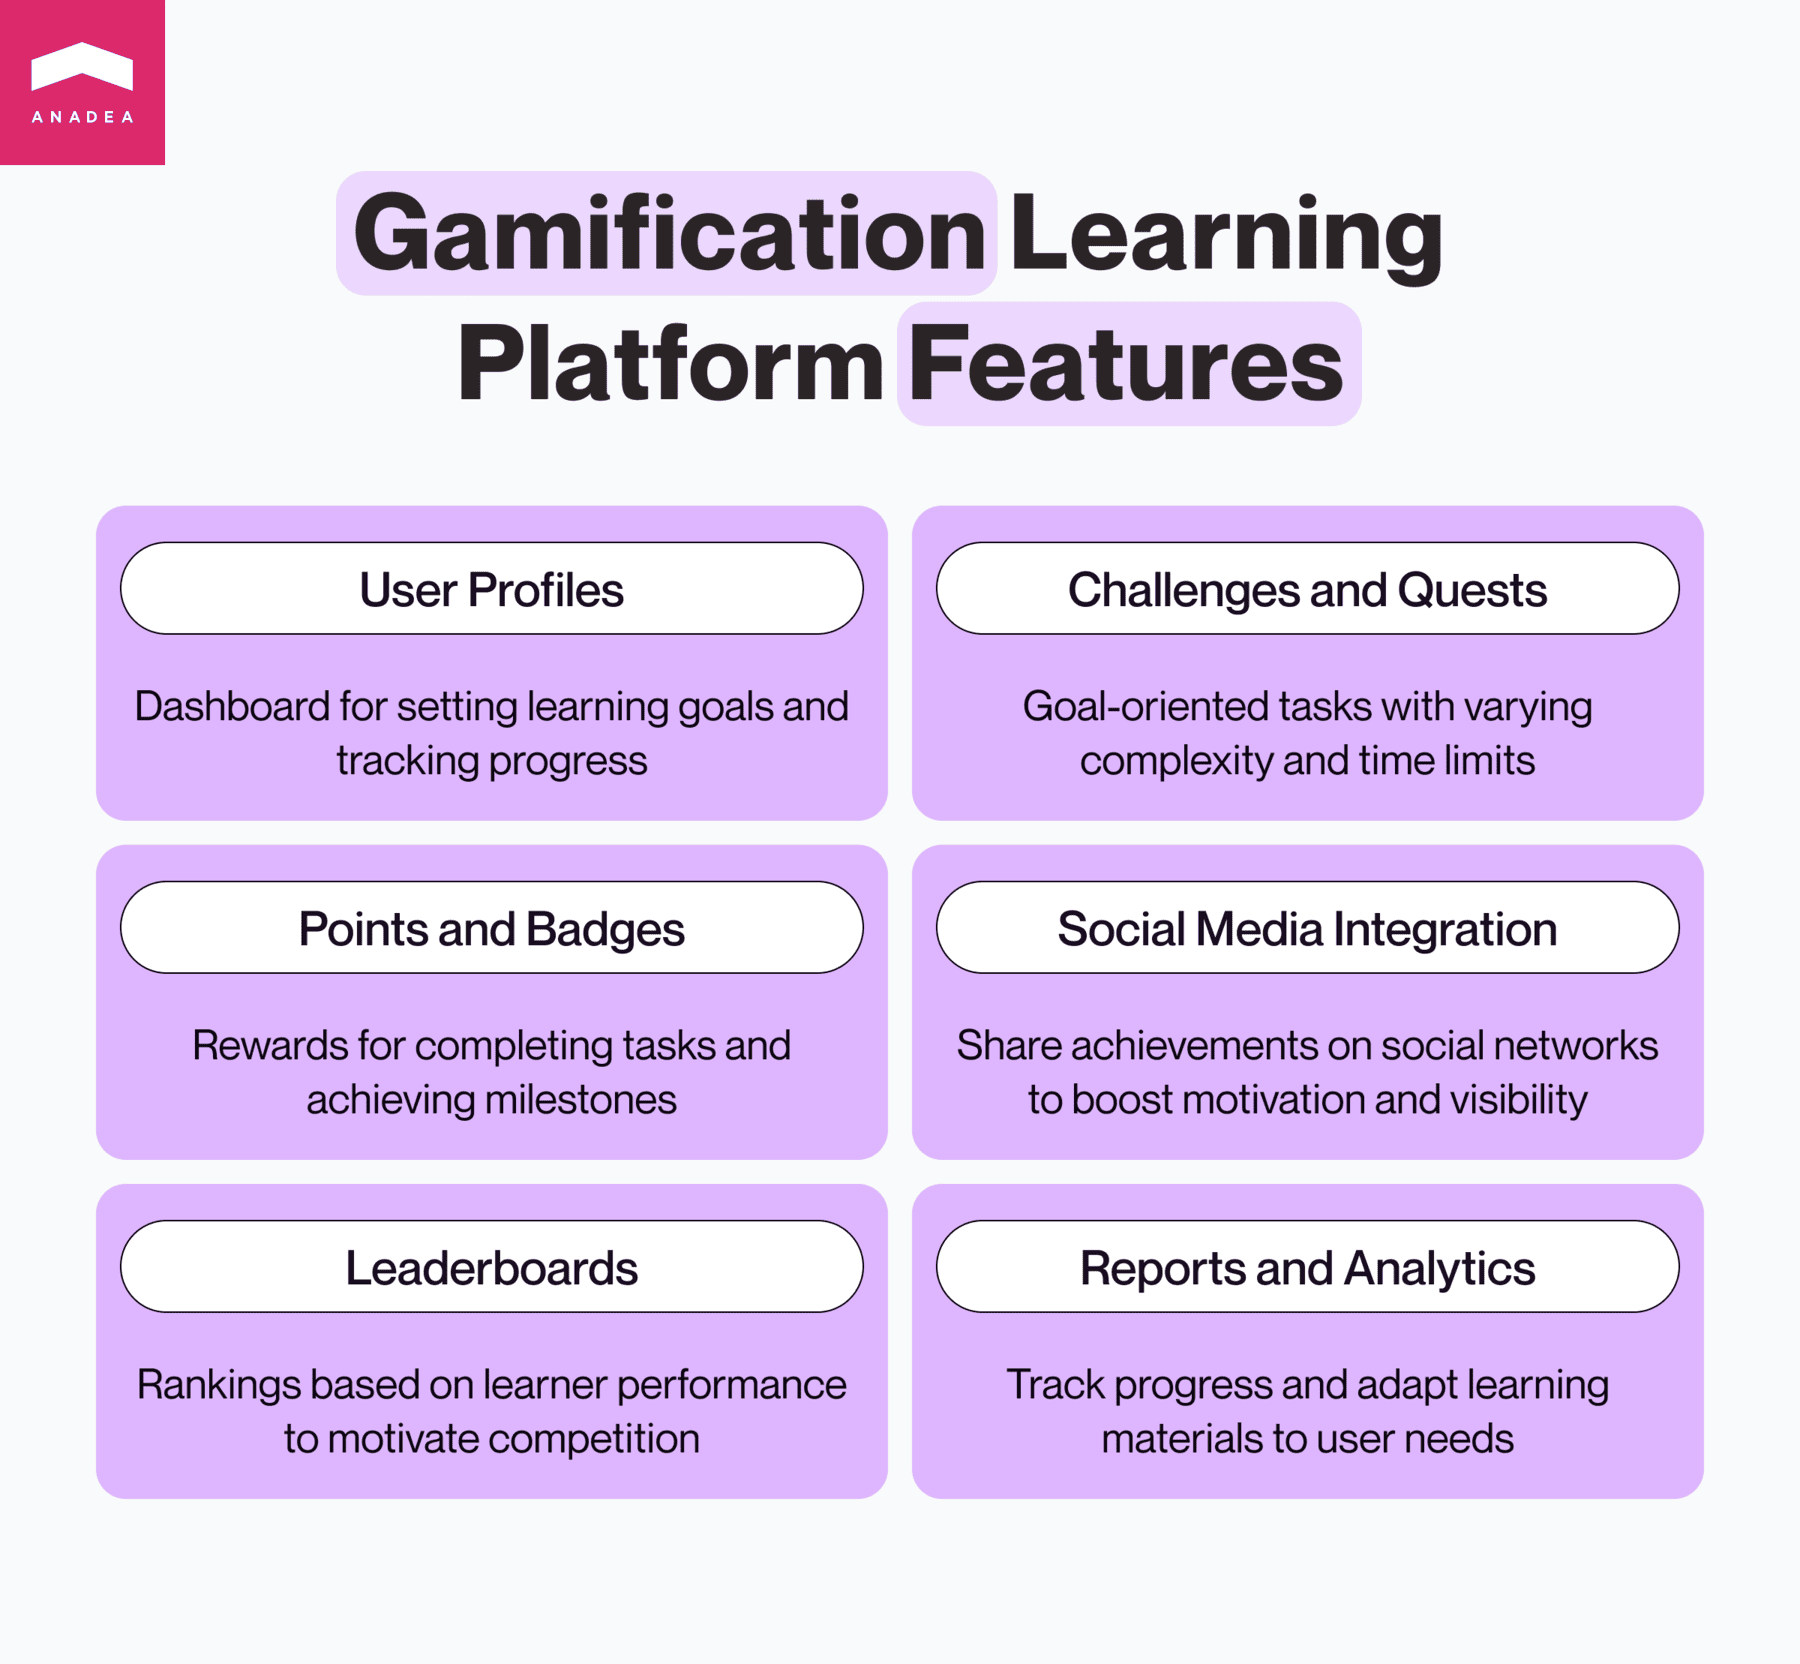 ANADEA
Gamification Learning
Platform Features
User Profiles
Dashboard for setting learning goals and
tracking progress
Challenges and Quests
Goal-oriented tasks with varying
complexity and time limits
Points and Badges
Rewards for completing tasks and
achieving milestones
Social Media Integration
Share achievements on social networks
to boost motivation and visibility
Leaderboards
Rankings based on learner performance
to motivate competition
Reports and Analytics
Track progress and adapt learning
materials to user needs